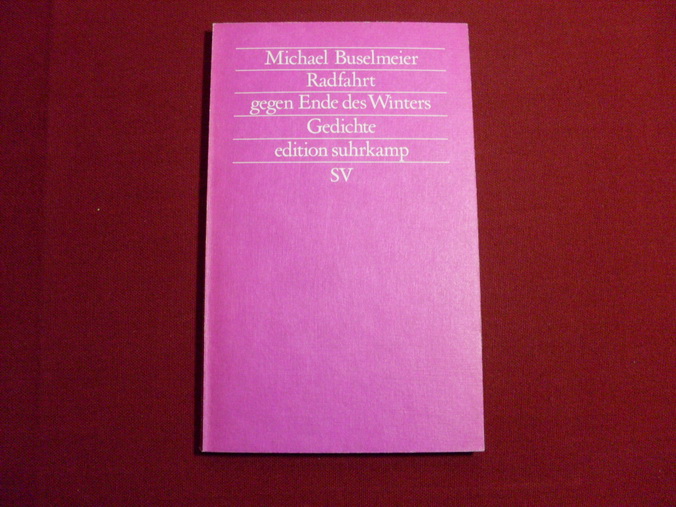 Michael Buselmeier
Radfahrt
gegen Ende des Winters
Gedichte
edition suhrkamp
SV